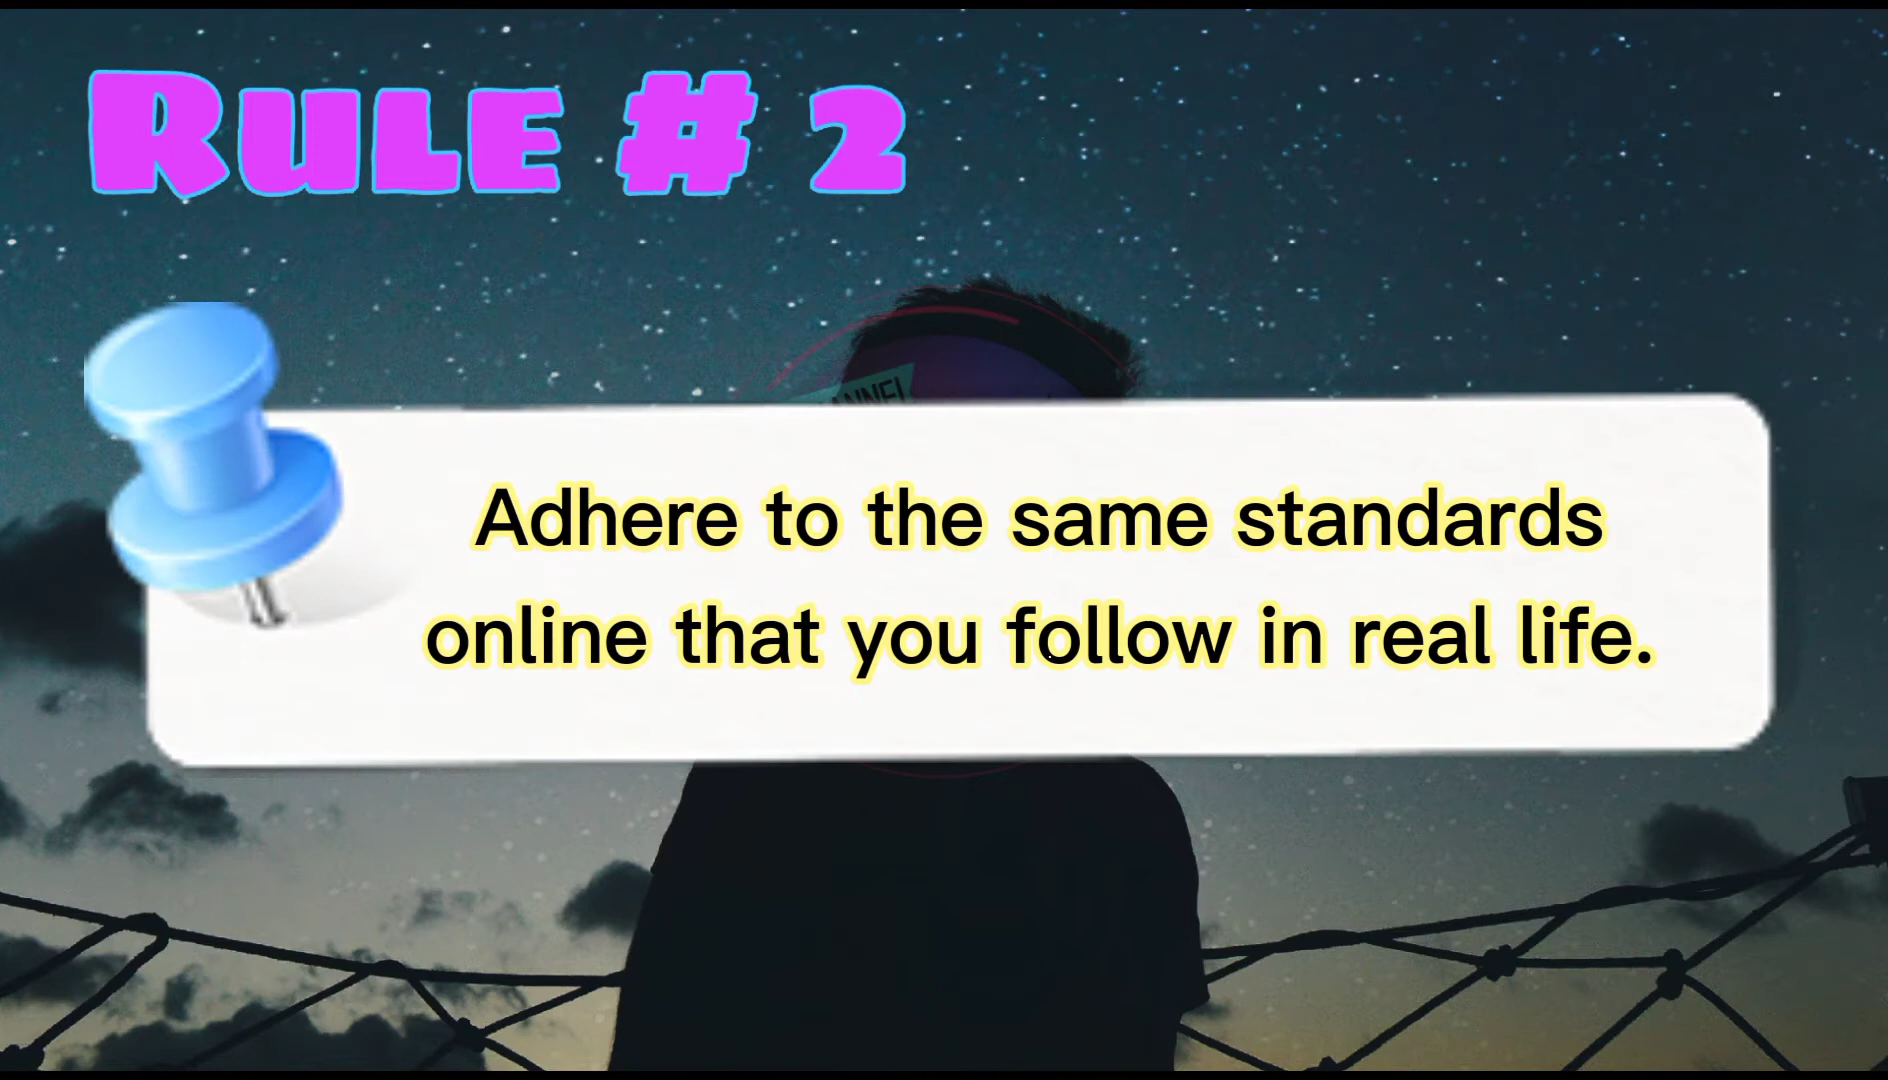 RULE # 2
Adhere to the same standards
online that you follow in real life.